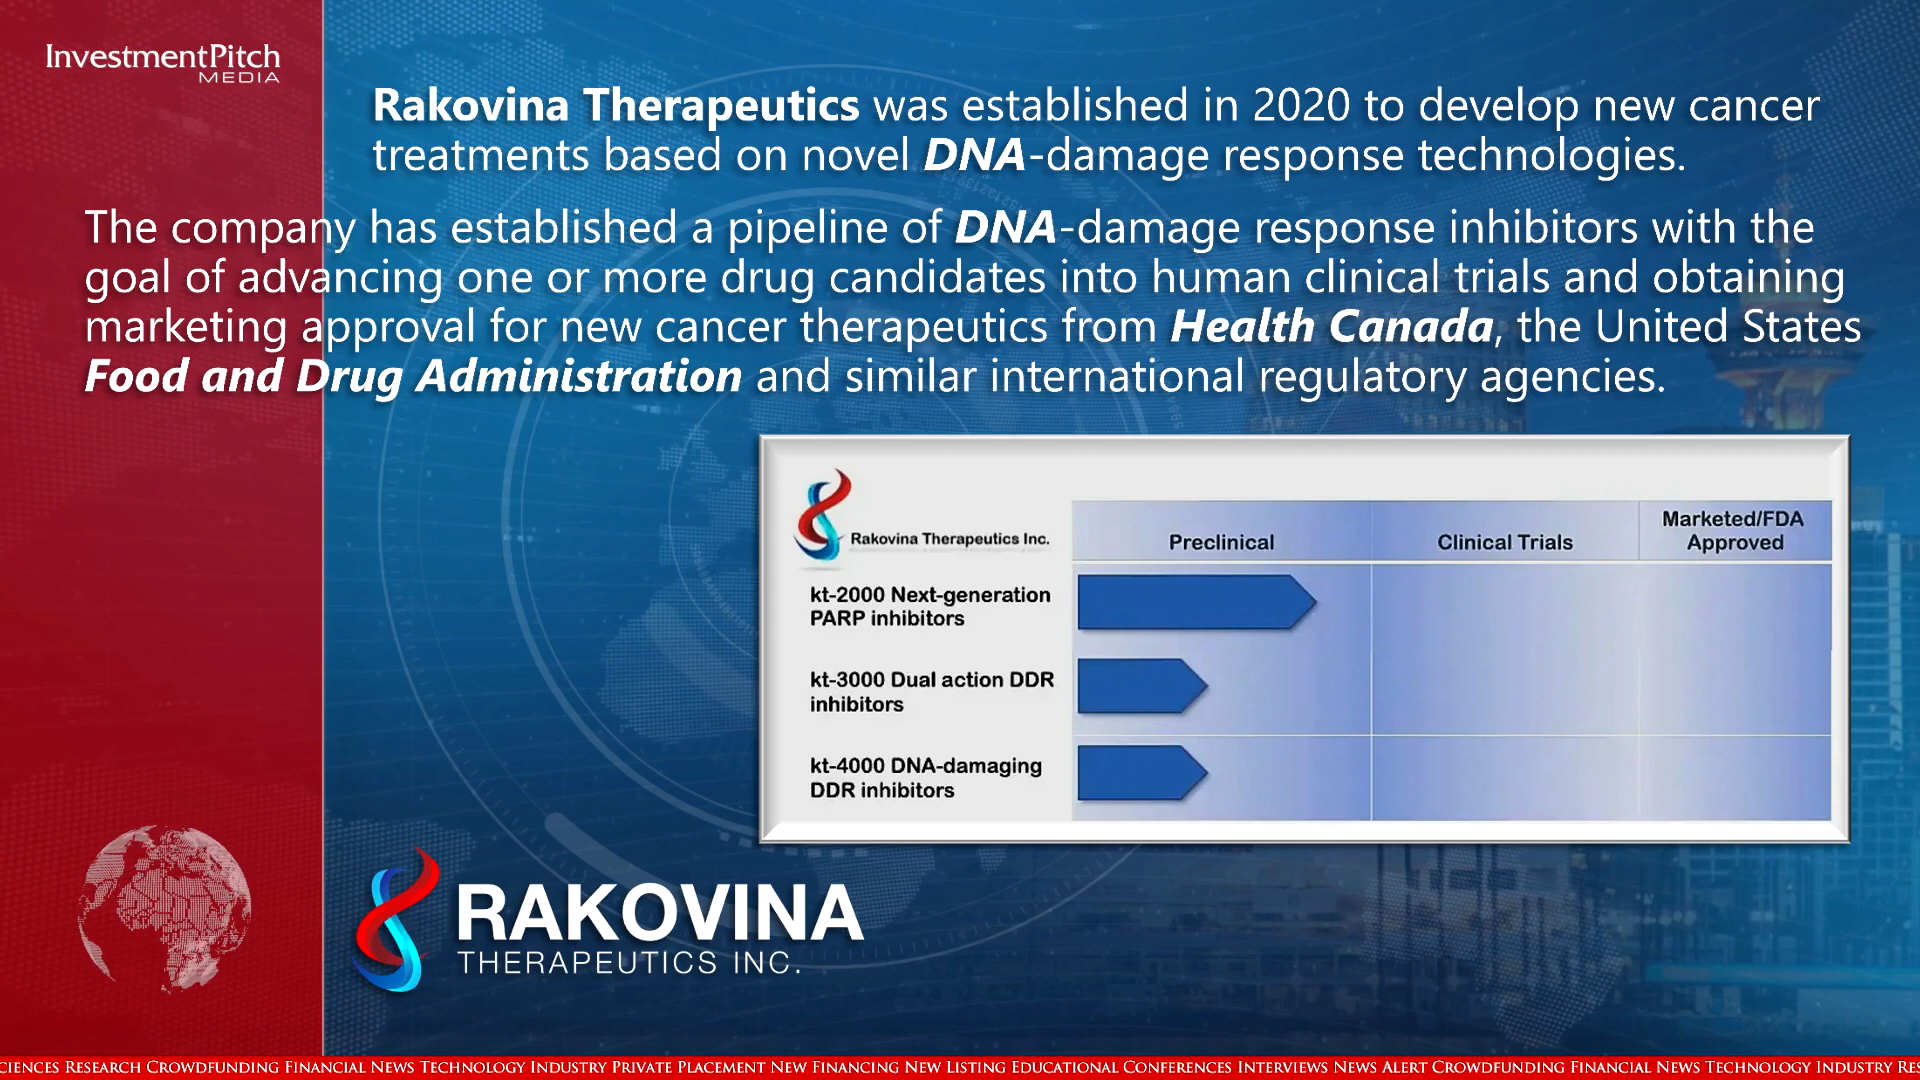 InvestmentPitch
MEDIA
Rakovina Therapeutics was established in 2020 to develop new cancer
treatments based on novel DNA-damage response technologies.
The company has established a pipeline of DNA-damage response inhibitors with the
goal of advancing one or more drug candidates into human clinical trials and obtaining
marketing approval for new cancer therapeutics from Health Canada, the United States
Food and Drug Administration and similar international regulatory agencies.
Rakovina Therapeutics Inc.
Preclinical
Clinical Trials
Marketed/FDA
Approved
kt-2000 Next-generation
PARP inhibitors
kt-3000 Dual action DDR
inhibitors
kt-4000 DNA-damaging
DDR inhibitors
RAKOVINA
THERAPEUTICS INC.
CIENCES RESEARCH CROWDFUNDING FINANCIAL NEWS TECHNOLOGY INDUSTRY PRIVATE PLACEMENT NEW FINANCING NEW LISTING EDUCATIONAL CONFERENCES INTERVIEWS NEWS ALERT CROWDFUNDING FINANCIAL NEWS TECHNOLOGY INDUSTRY RES